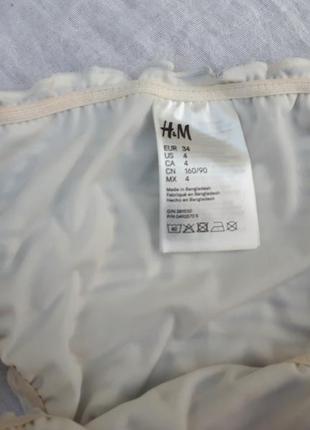 H&M
EUR 34
US 4
CA 4
CN 160/90
MX 4
Made in Bangladesh
Fabriqué en Bangladesh
Hecho en Bangladesh
O/N
P/N